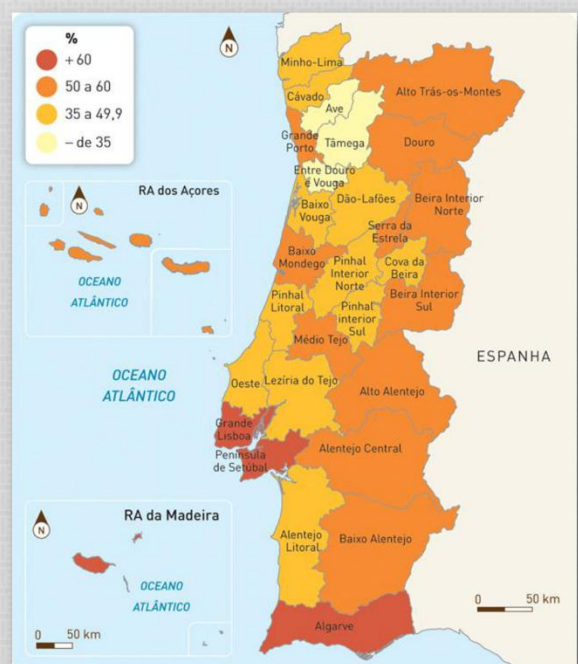 %
+ 60
50 a 60
35 a 49,9
– de 35
N
Minho-Lima
Cávado
Ave
Alto Trás-os-Montes
Grande
Porto
Tâmega
Douro
Entre Douro
e Vouga
RA dos Açores
N
OCEANO
ATLÂNTICO
Baixo
Vouga
Dão-Lafões
Beira Interior
Norte
Serra da
Estrela
Baixo
Mondego
Pinhal
Interior
Norte
Cova da
Beira
Pinhal
Litoral
Pinhal
interior
Sul
Beira Interior
Sul
Médio Tejo
ESPANHA
OCEANO
ATLÂNTICO
Oeste
Lezíria do Tejo
Alto Alentejo
Grande
Lisboa
Península
de Setúbal
Alentejo Central
RA da Madeira
N
OCEANO
ATLÂNTICO
0 50 km
Alentejo
Litoral
Baixo Alentejo
Algarve
N
0 50 km